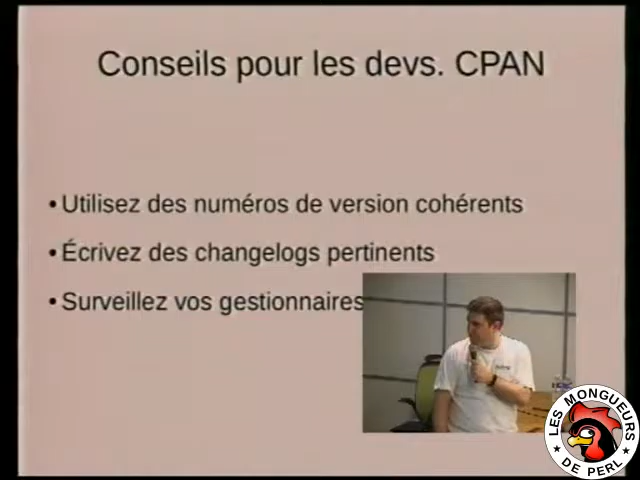 Conseils pour les devs. CPAN
• Utilisez des numéros de version cohérents
• Écrivez des changelogs pertinents
• Surveillez vos gestionnaires
LES MONGUEURS
★ DE PERL ★